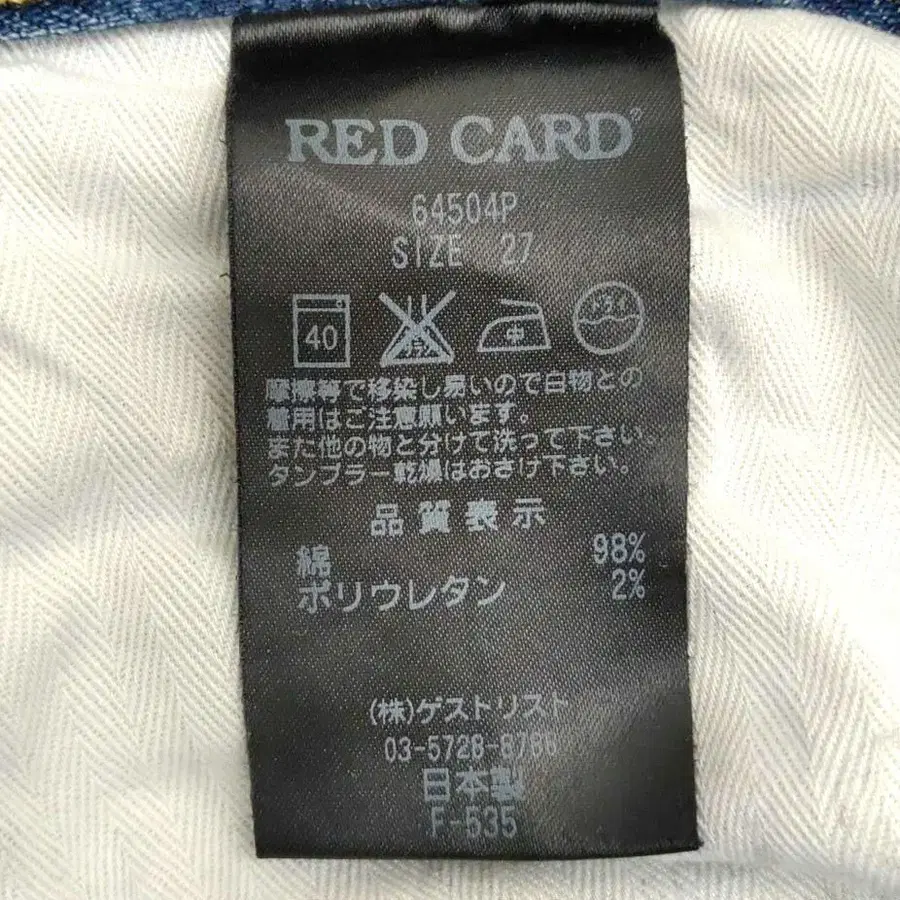 RED CARD®
64504P
SIZE 27
40 中
摩擦等で移染し易いので白物との
着用はご注意願います。
また他の物と分けて洗って下さい。
タンブラー乾燥はおさけ下さい。
品質表示
綿 98%
ポリウレタン 2%
(株)ゲストリスト
03-5728-8788
日本製
F-535